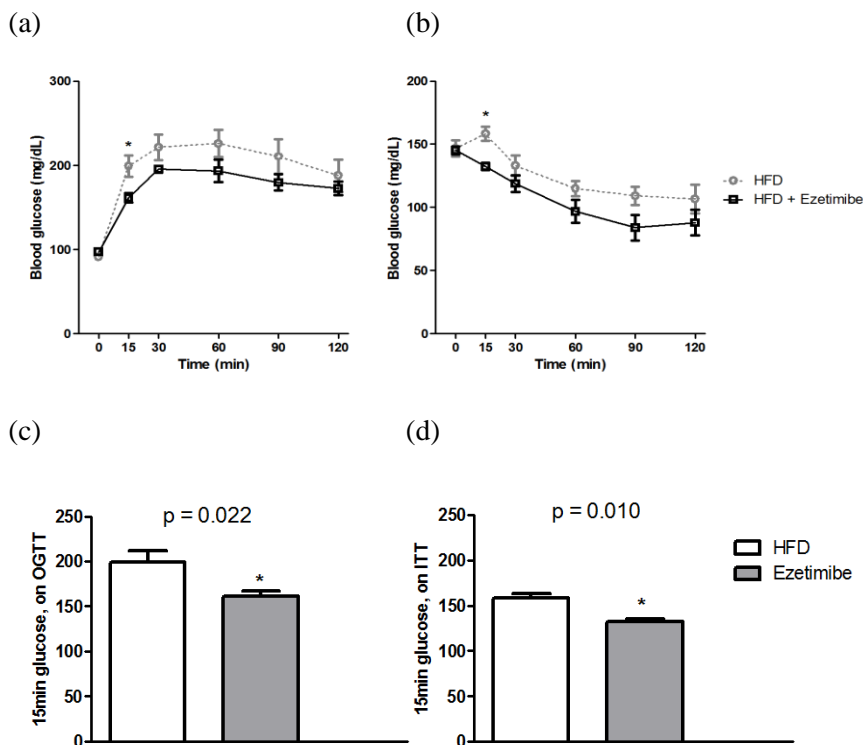 (a)
(b)
300
200
100
0
Blood glucose (mg/dL)
*
0 15 30 60 90 120
Time (min)
200
150
100
50
0
Blood glucose (mg/dL)
*
0 15 30 60 90 120
Time (min)
HFD
HFD + Ezetimibe
(c)
(d)
250
200
150
100
50
0
15min glucose, on OGTT
p = 0.022
*
250
200
150
100
50
0
15min glucose, on ITT
p = 0.010
*
HFD
Ezetimibe